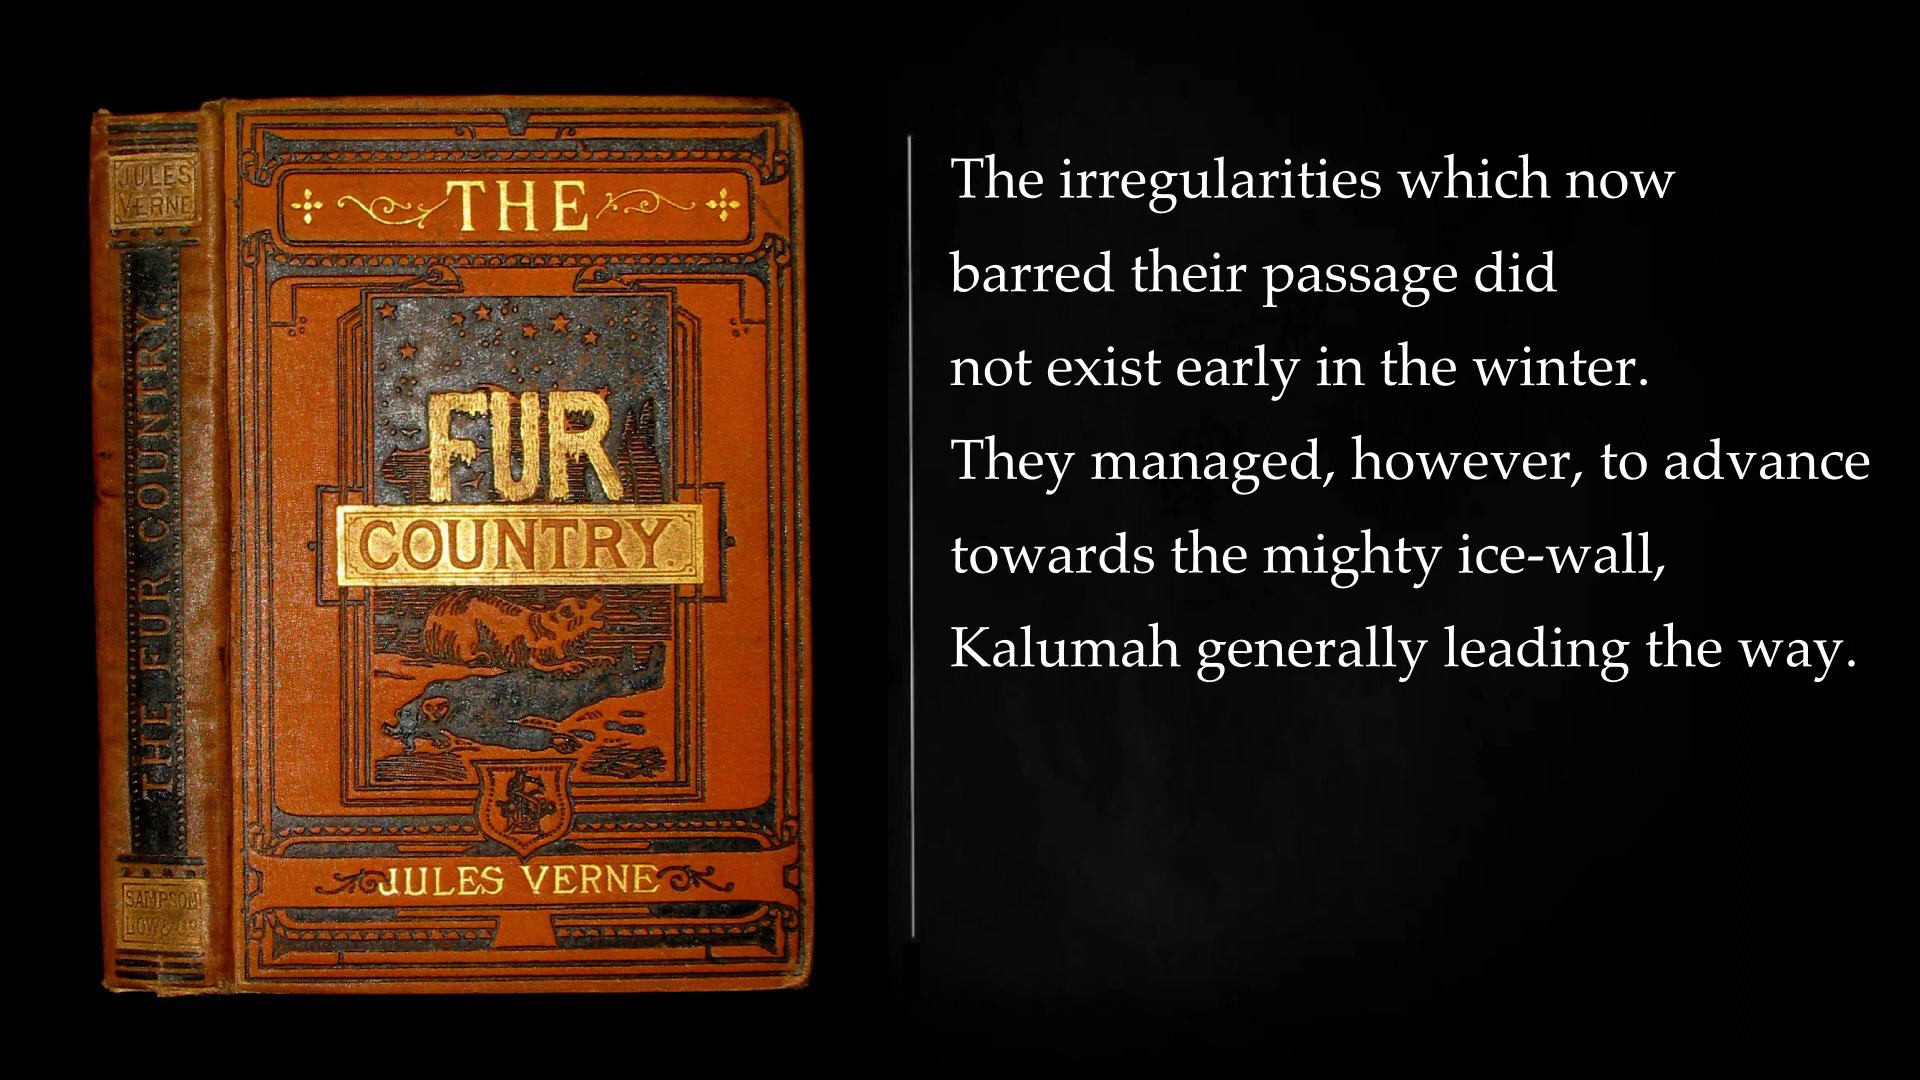 JULES
VERNE
THE FUR COUNTRY.
SAMPSON
LOW & Co
THE
FUR
COUNTRY.
JULES VERNE
The irregularities which now
barred their passage did
not exist early in the winter.
They managed, however, to advance
towards the mighty ice-wall,
Kalumah generally leading the way.